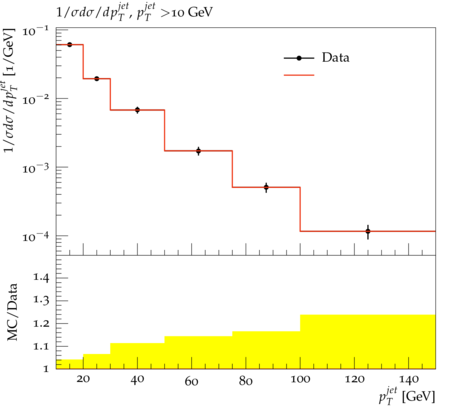 1/σdσ/dp_T^jet, p_T^jet >10 GeV
1/σdσ/dp_T^jet [1/GeV]
10⁻¹
10⁻²
10⁻³
10⁻⁴
Data
MC/Data
1.4
1.3
1.2
1.1
1
20 40 60 80 100 120 140
p_T^jet [GeV]